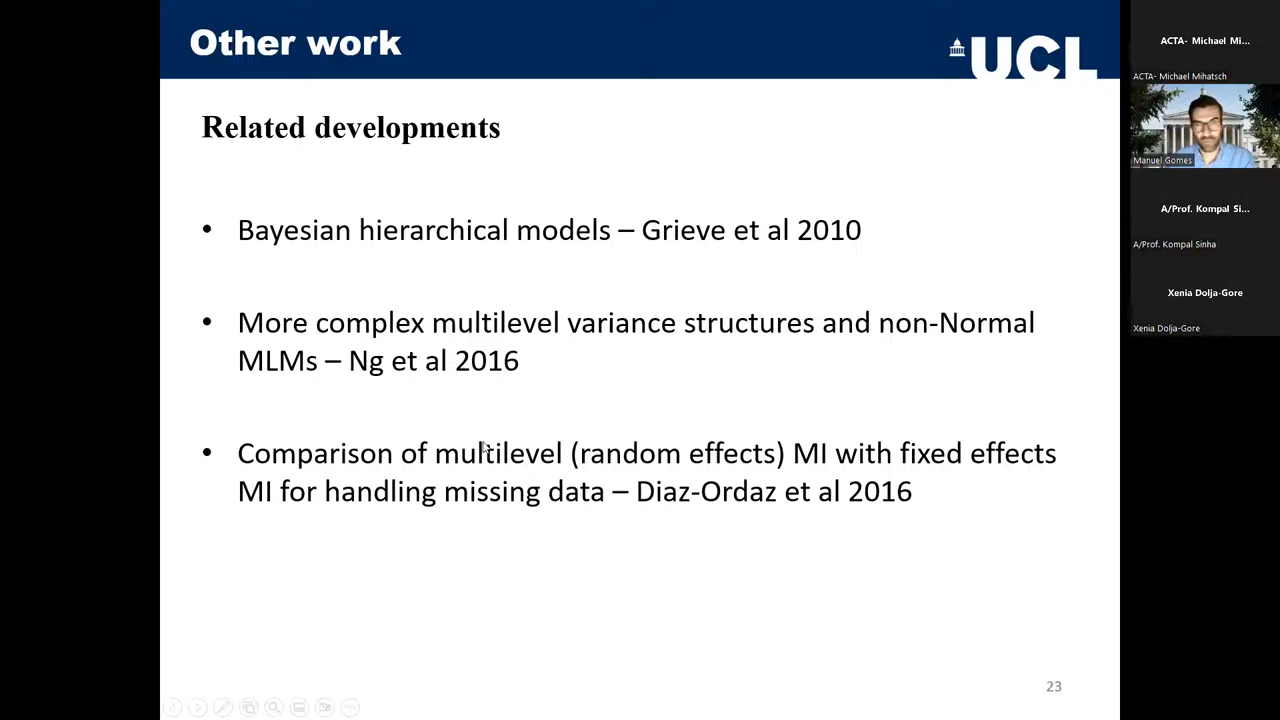 Other work
UCL
Related developments
• Bayesian hierarchical models – Grieve et al 2010
• More complex multilevel variance structures and non-Normal
MLMs – Ng et al 2016
• Comparison of multilevel (random effects) MI with fixed effects
MI for handling missing data – Diaz-Ordaz et al 2016
23
ACTA- Michael Mi...
ACTA- Michael Mihatsch
Manuel Gomes
A/Prof. Kompal Si...
A/Prof. Kompal Sinha
Xenia Dolja-Gore
Xenia Dolja-Gore